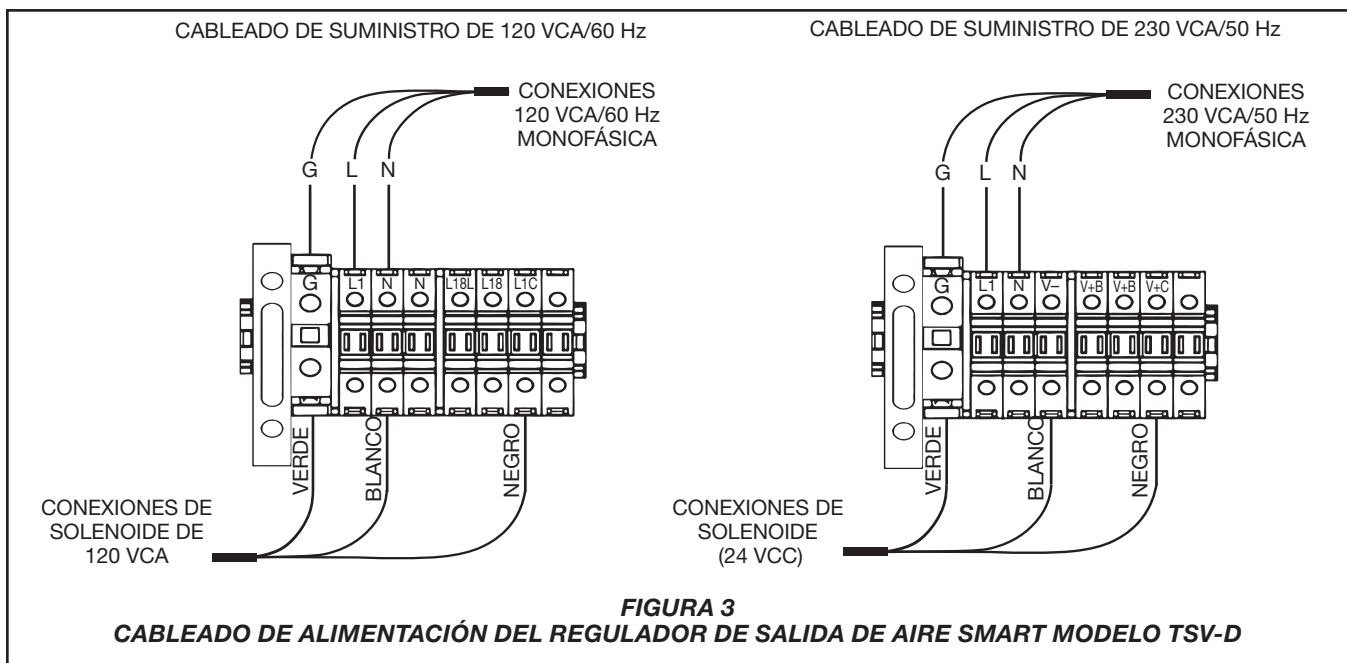 CABLEADO DE SUMINISTRO DE 120 VCA/60 Hz
CONEXIONES
120 VCA/60 Hz
MONOFÁSICA
G L N
G L1 N N L18L L18 L1C
VERDE
BLANCO
NEGRO
CONEXIONES DE
SOLENOIDE DE
120 VCA
CABLEADO DE SUMINISTRO DE 230 VCA/50 Hz
CONEXIONES
230 VCA/50 Hz
MONOFÁSICA
G L N
G L1 N V– V+B V+B V+C
VERDE
BLANCO
NEGRO
CONEXIONES DE
SOLENOIDE
(24 VCC)
FIGURA 3
CABLEADO DE ALIMENTACIÓN DEL REGULADOR DE SALIDA DE AIRE SMART MODELO TSV-D